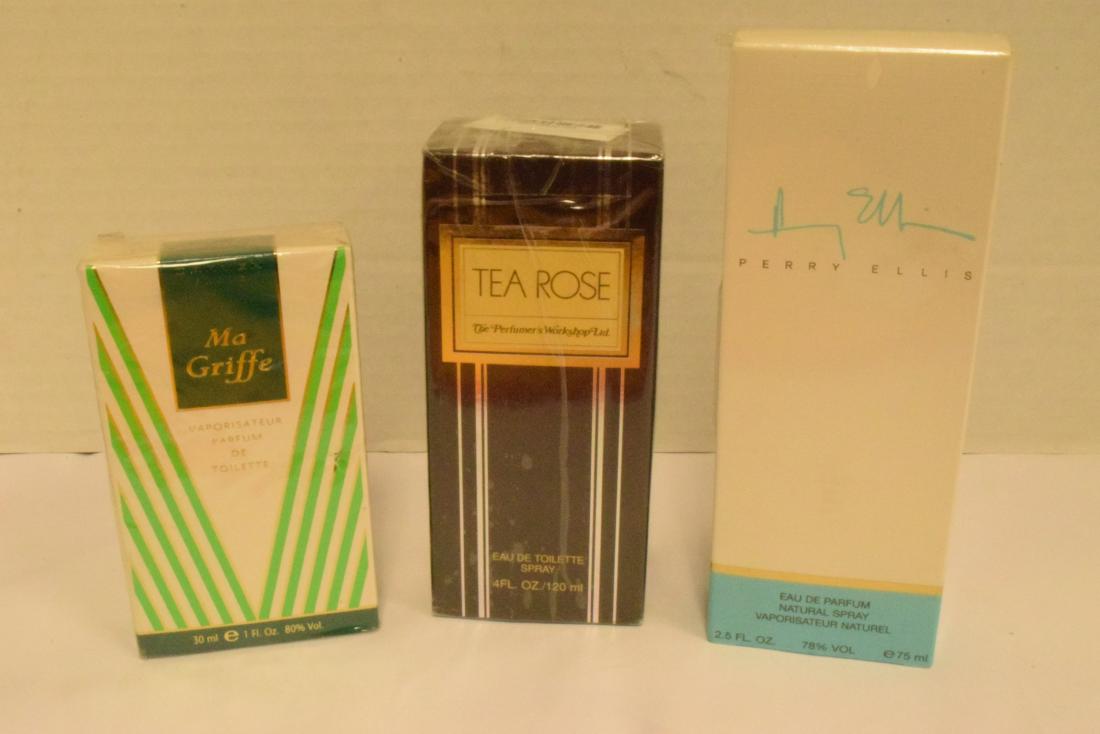 Ma
Griffe
VAPORISATEUR
PARFUM
DE
TOILETTE
30 ml e 1 Fl. Oz. 80% Vol.
TEA ROSE
The Perfumer's Workshop Ltd.
EAU DE TOILETTE
SPRAY
4FL. OZ./120 ml
Perry Ellis
PERRY ELLIS
EAU DE PARFUM
NATURAL SPRAY
VAPORISATEUR NATUREL
2.5 FL. OZ. 78% VOL e 75 ml